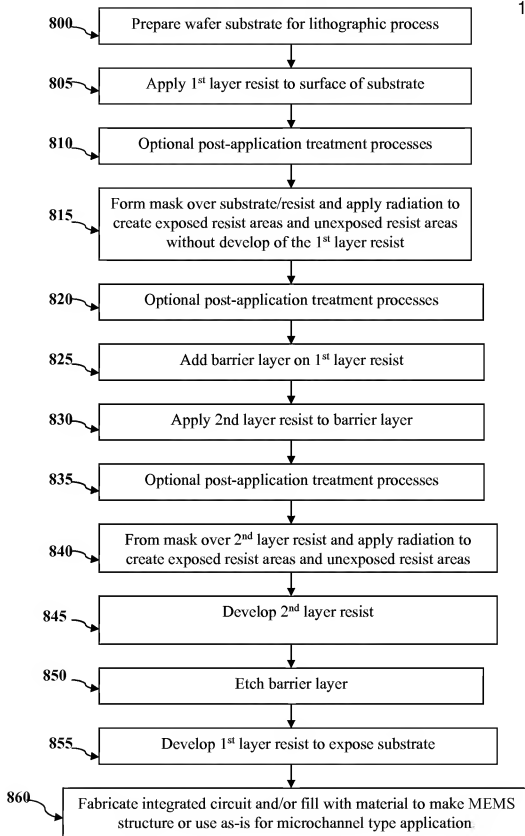 1
800 Prepare wafer substrate for lithographic process
805 Apply 1st layer resist to surface of substrate
810 Optional post-application treatment processes
815 Form mask over substrate/resist and apply radiation to
create exposed resist areas and unexposed resist areas
without develop of the 1st layer resist
820 Optional post-application treatment processes
825 Add barrier layer on 1st layer resist
830 Apply 2nd layer resist to barrier layer
835 Optional post-application treatment processes
840 From mask over 2nd layer resist and apply radiation to
create exposed resist areas and unexposed resist areas
845 Develop 2nd layer resist
850 Etch barrier layer
855 Develop 1st layer resist to expose substrate
860 Fabricate integrated circuit and/or fill with material to make MEMS
structure or use as-is for microchannel type application